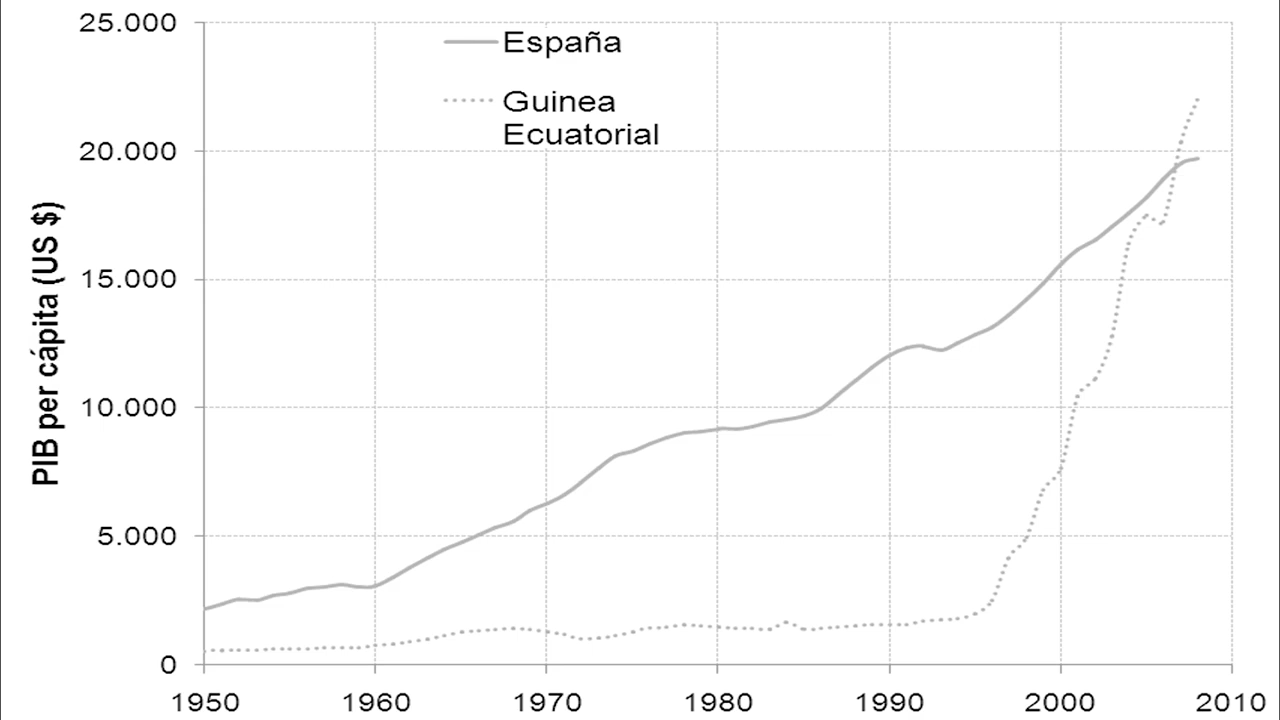 25.000
España
Guinea
Ecuatorial
20.000
PIB per cápita (US $)
15.000
10.000
5.000
0
1950 1960 1970 1980 1990 2000 2010